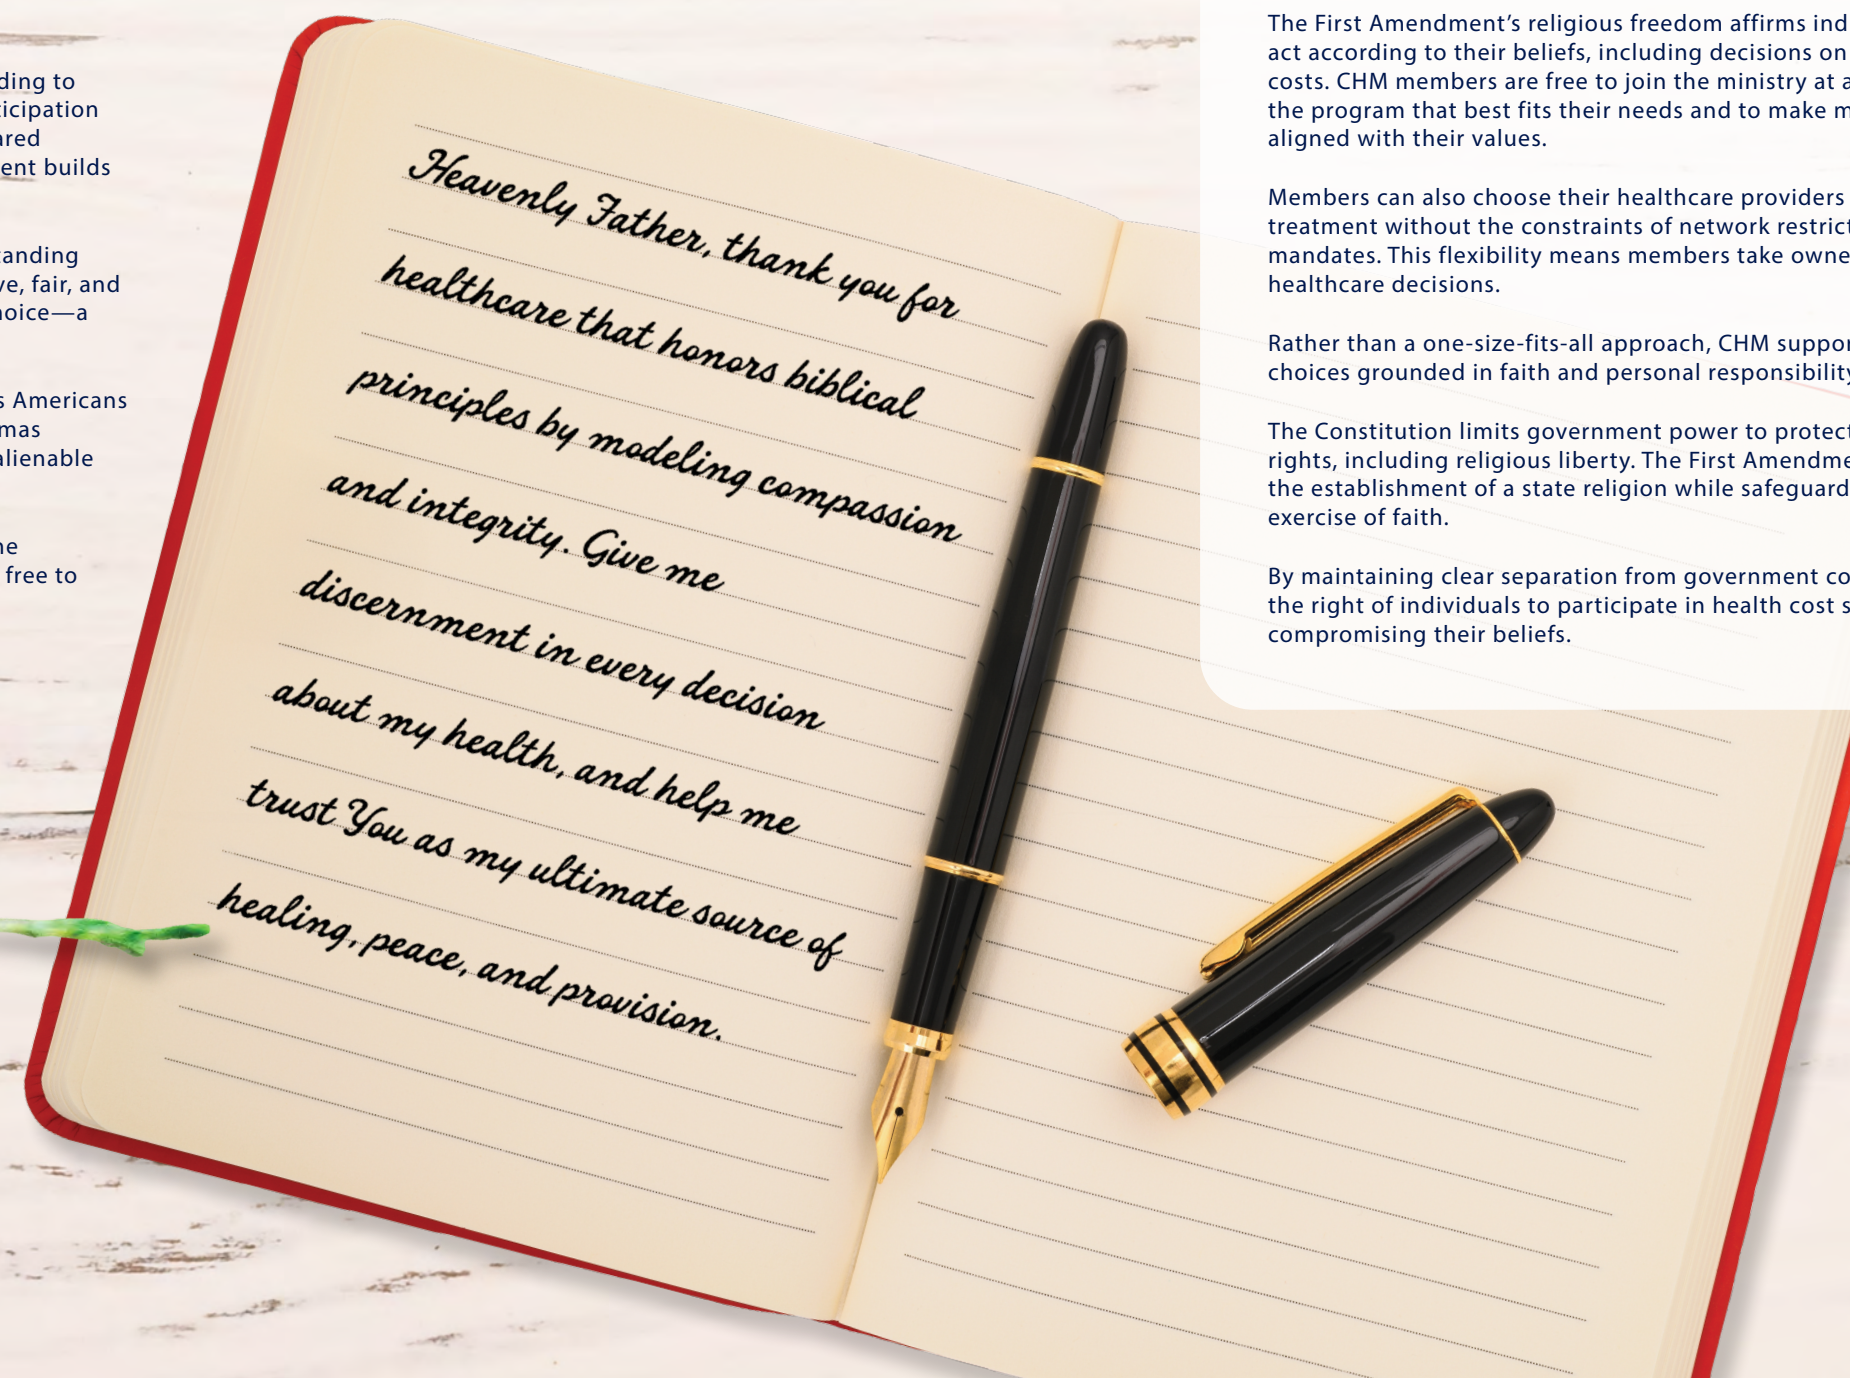 ding to
ticipation
ared
ent builds
tanding
ve, fair, and
hoice—a
s Americans
mas
alienable
ne
free to
Heavenly Father, thank you for
healthcare that honors biblical
principles by modeling compassion
and integrity. Give me
discernment in every decision
about my health, and help me
trust You as my ultimate source of
healing, peace, and provision.
The First Amendment's religious freedom affirms ind
act according to their beliefs, including decisions on
costs. CHM members are free to join the ministry at a
the program that best fits their needs and to make m
aligned with their values.
Members can also choose their healthcare providers
treatment without the constraints of network restrict
mandates. This flexibility means members take owne
healthcare decisions.
Rather than a one-size-fits-all approach, CHM suppor
choices grounded in faith and personal responsibility
The Constitution limits government power to protect
rights, including religious liberty. The First Amendme
the establishment of a state religion while safeguard
exercise of faith.
By maintaining clear separation from government co
the right of individuals to participate in health cost s
compromising their beliefs.